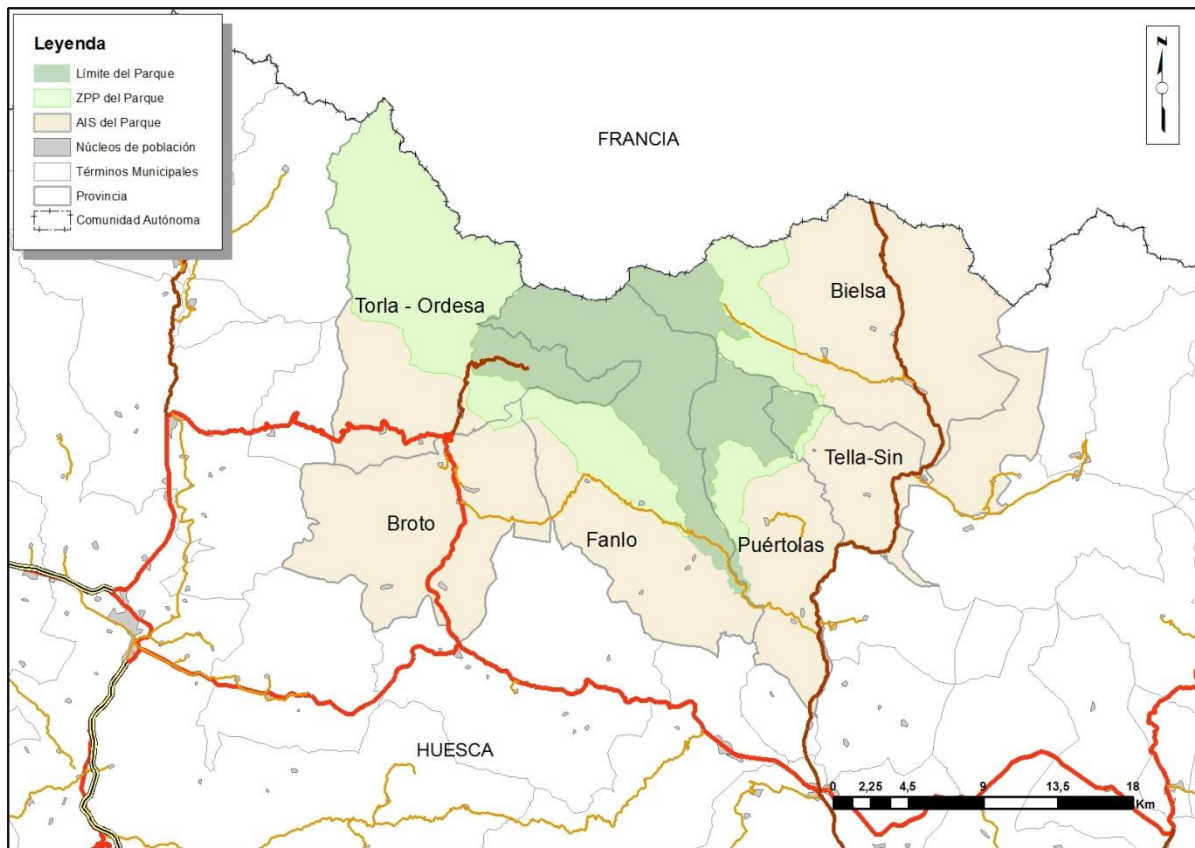 Leyenda
Límite del Parque
ZPP del Parque
AIS del Parque
Núcleos de población
Términos Municipales
Provincia
Comunidad Autónoma
N
FRANCIA
Torla - Ordesa
Bielsa
Tella-Sin
Broto
Fanlo
Puértolas
HUESCA
0 2,25 4,5 9 13,5 18
Km